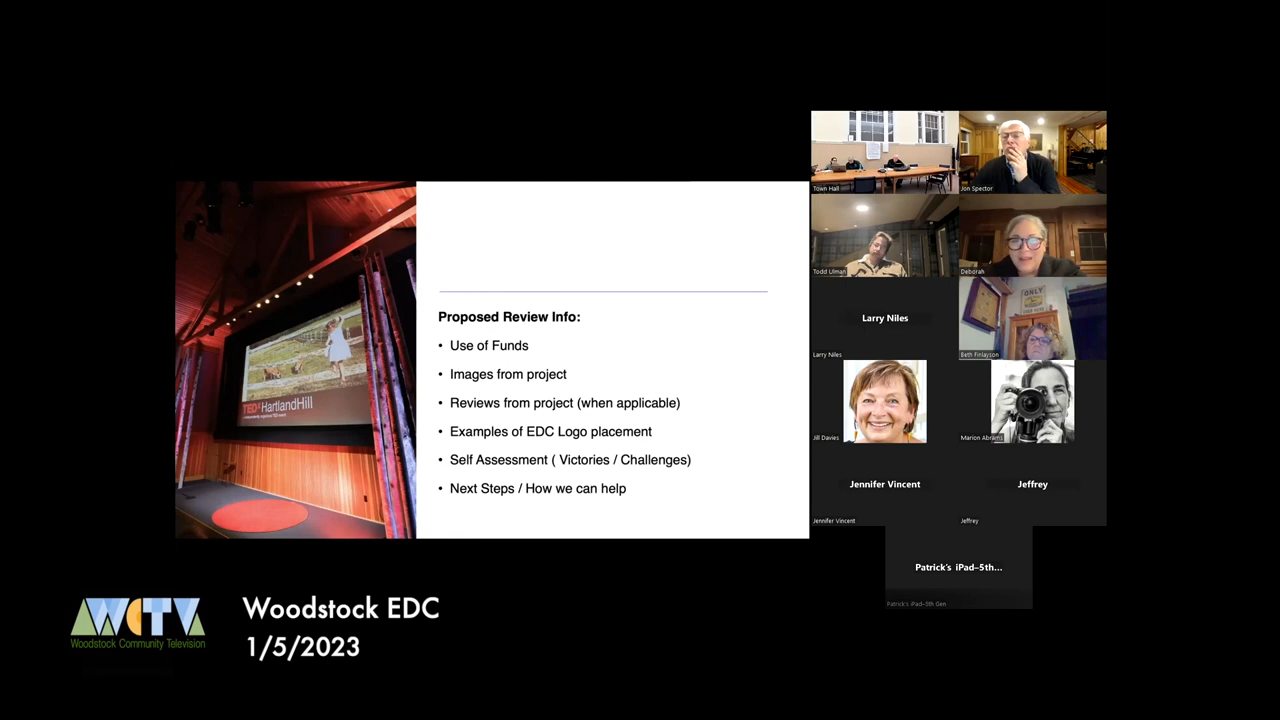 Town Hall
Jon Spector
Todd Ulman
Deborah
Larry Niles
Larry Niles
ONLY
Beth Finlayson
Jill Davies
Marion Abrams
Jennifer Vincent
Jeffrey
Jennifer Vincent
Jeffrey
Patrick's iPad–5th...
Patrick's iPad–5th Gen
TEDxHartlandHill
Proposed Review Info:
• Use of Funds
• Images from project
• Reviews from project (when applicable)
• Examples of EDC Logo placement
• Self Assessment ( Victories / Challenges)
• Next Steps / How we can help
WCTV
Woodstock Community Television
Woodstock EDC
1/5/2023